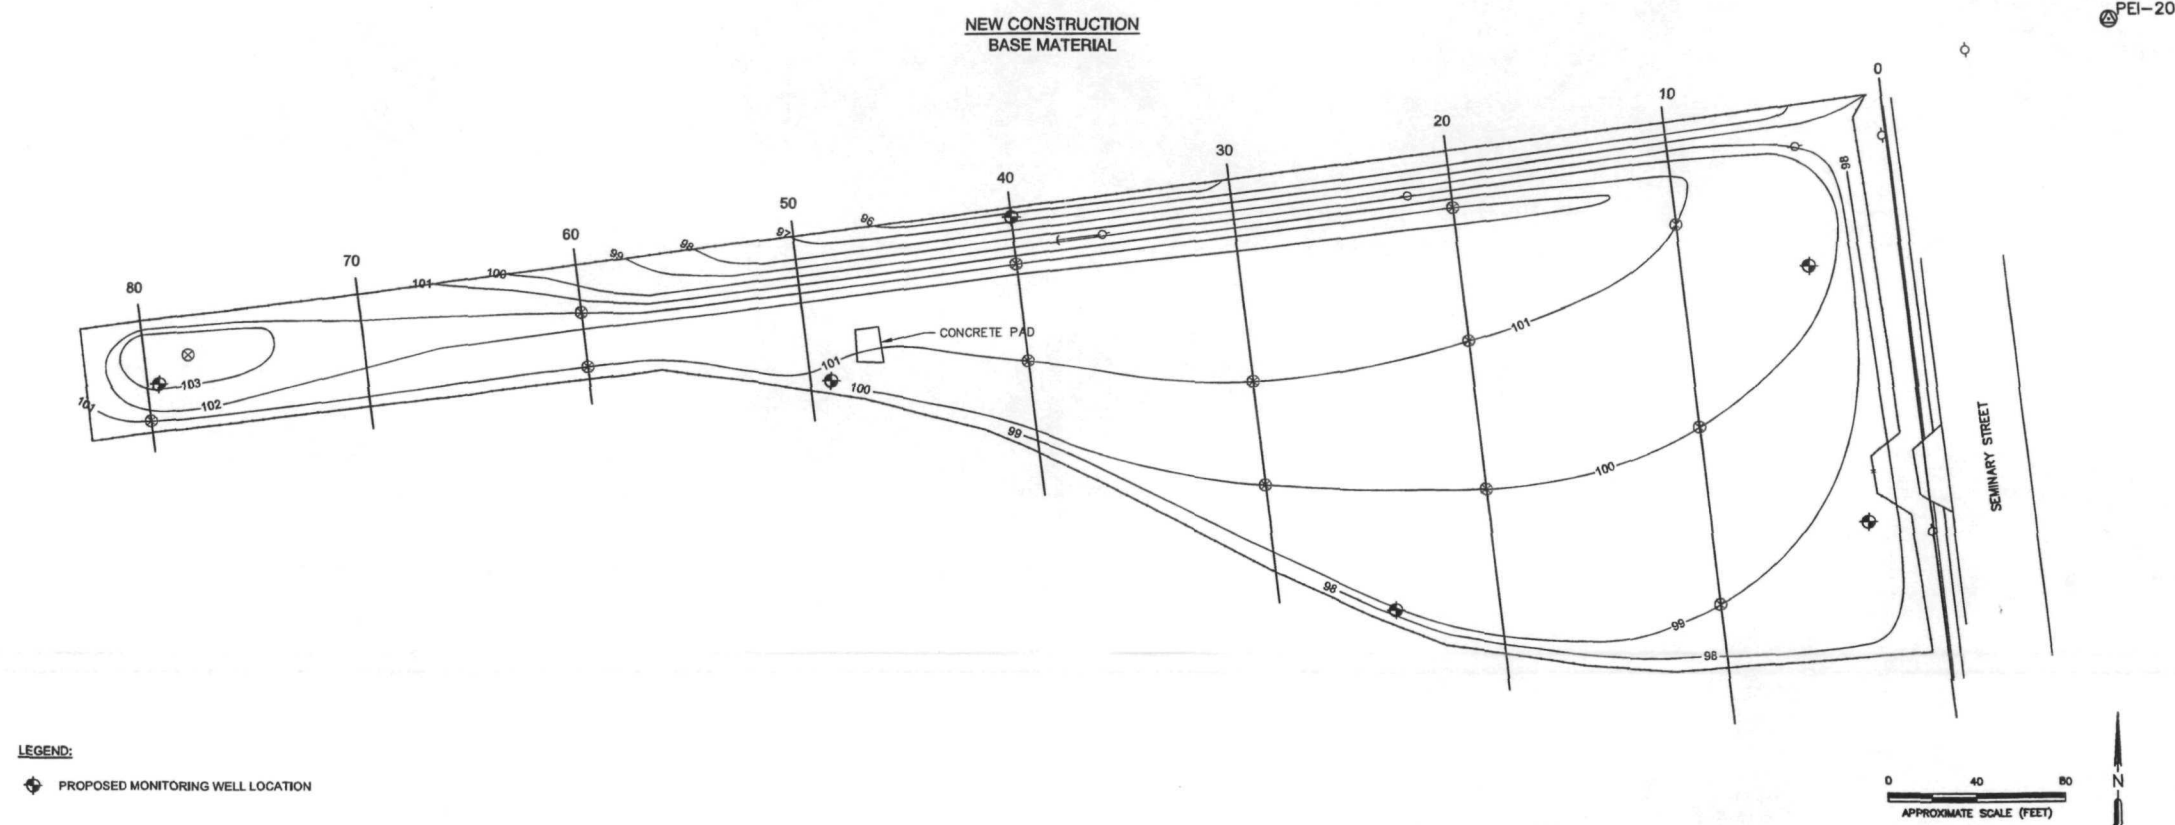 NEW CONSTRUCTION
BASE MATERIAL
PEI-20
0
10
20
30
40
50
60
70
80
96
97
98
99
100
101
98
CONCRETE PAD
101
101
100
103
102
101
99
100
98
99
98
SEMINARY STREET
LEGEND:
PROPOSED MONITORING WELL LOCATION
0 40 80
APPROXIMATE SCALE (FEET)
N